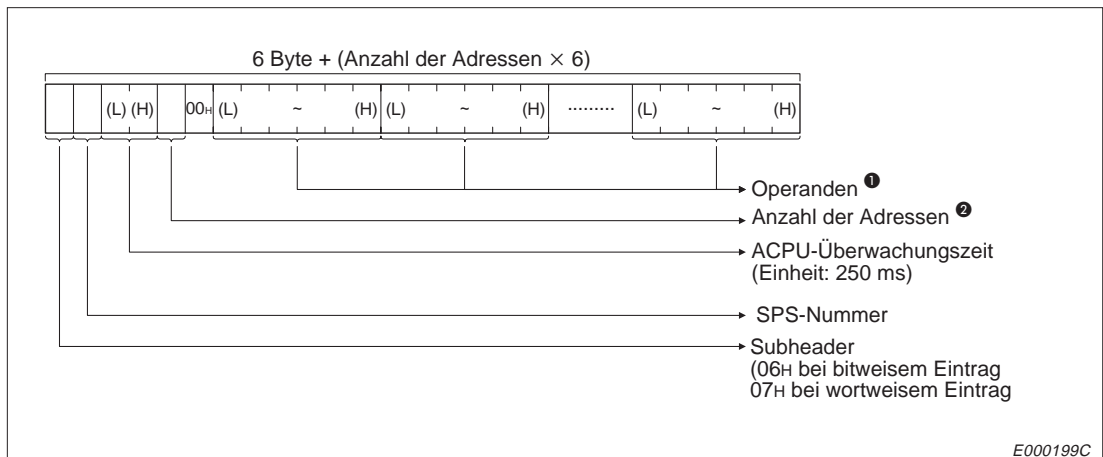 6 Byte + (Anzahl der Adressen × 6)
(L) (H) 00H (L) ~ (H) (L) ~ (H) ········· (L) ~ (H)
Operanden ❶
Anzahl der Adressen ❷
ACPU-Überwachungszeit
(Einheit: 250 ms)
SPS-Nummer
Subheader
(06H bei bitweisem Eintrag
07H bei wortweisem Eintrag
E000199C